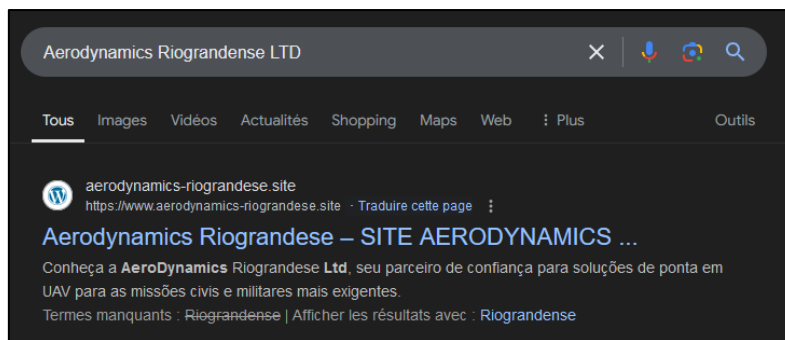 Aerodynamics Riograndense LTD
Tous Images Vidéos Actualités Shopping Maps Web Plus Outils
aerodynamics-riograndese.site
https://www.aerodynamics-riograndese.site · Traduire cette page
Aerodynamics Riograndese – SITE AERODYNAMICS ...
Conheça a AeroDynamics Riograndese Ltd, seu parceiro de confiança para soluções de ponta em
UAV para as missões civis e militares mais exigentes.
Termes manquants : Riograndense | Afficher les résultats avec : Riograndense